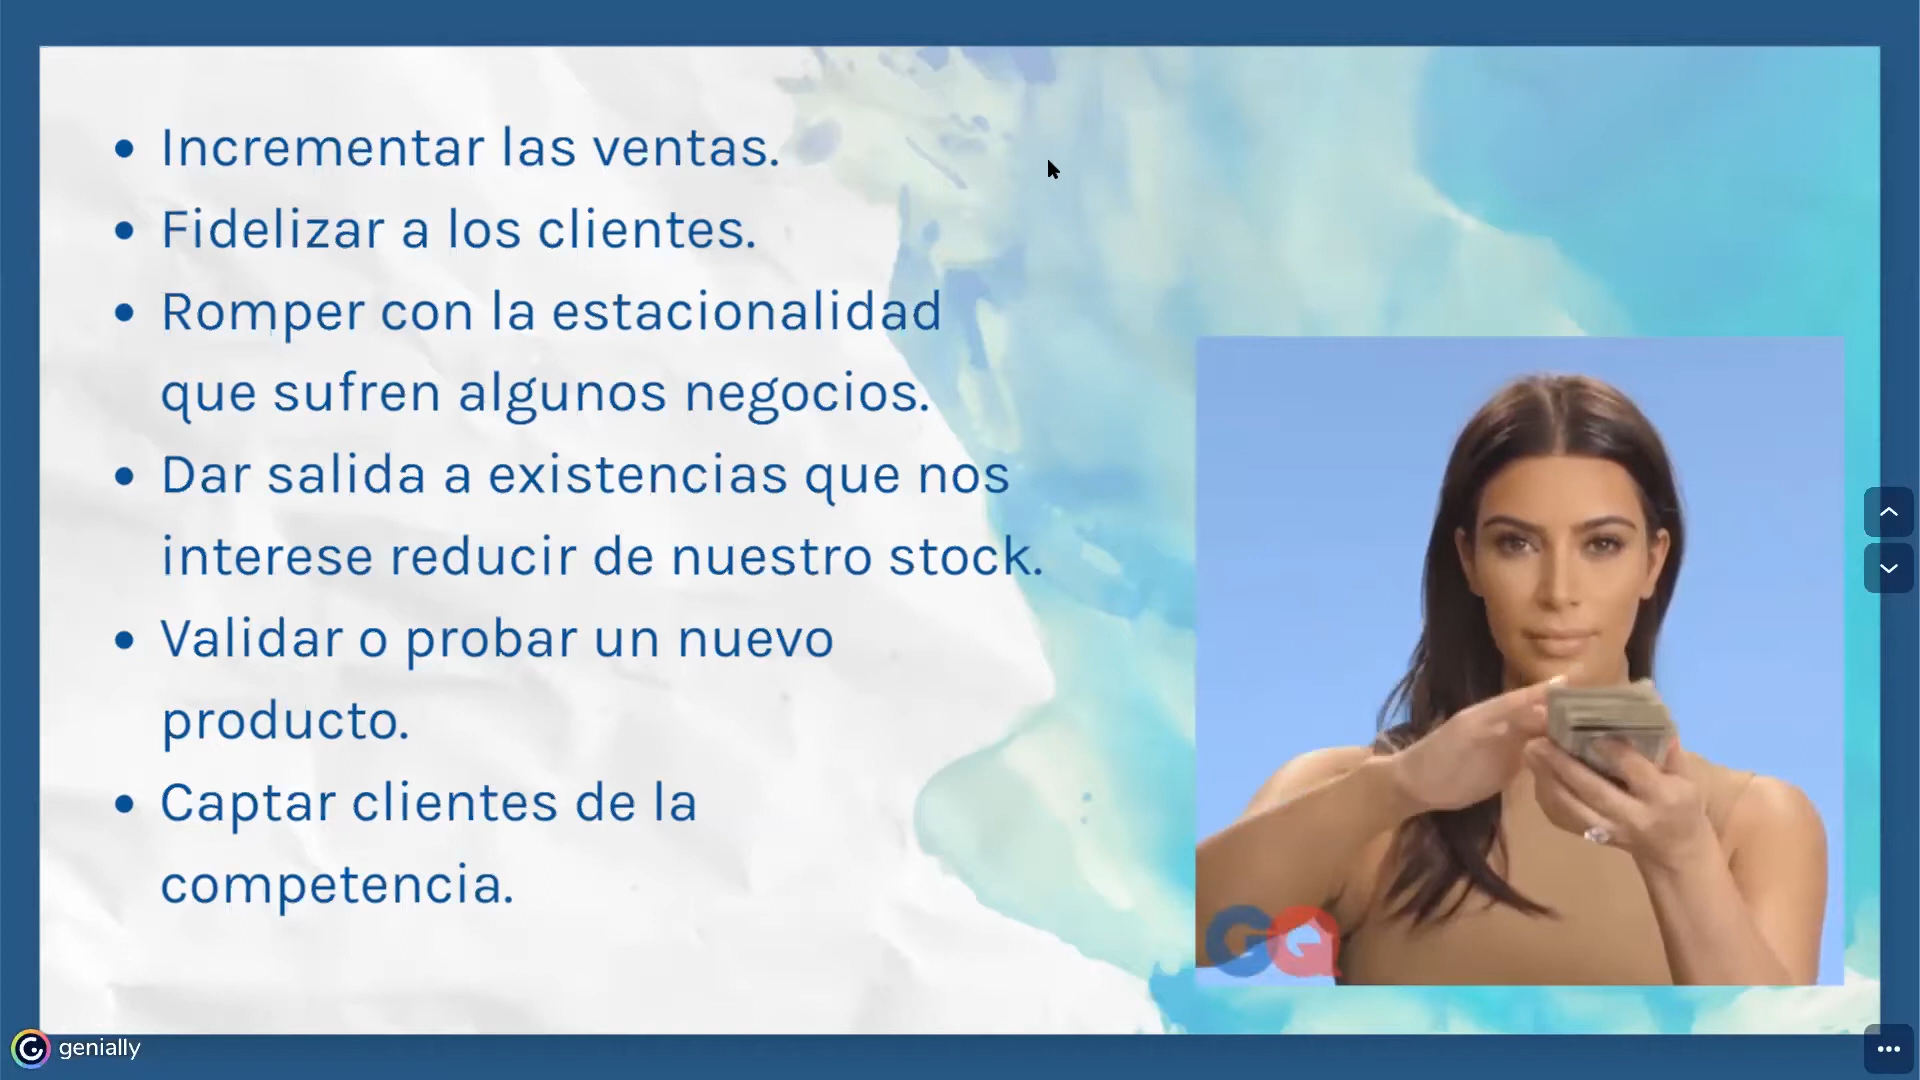 • Incrementar las ventas.
• Fidelizar a los clientes.
• Romper con la estacionalidad
que sufren algunos negocios.
• Dar salida a existencias que nos
interese reducir de nuestro stock.
• Validar o probar un nuevo
producto.
• Captar clientes de la
competencia.
GQ
genially